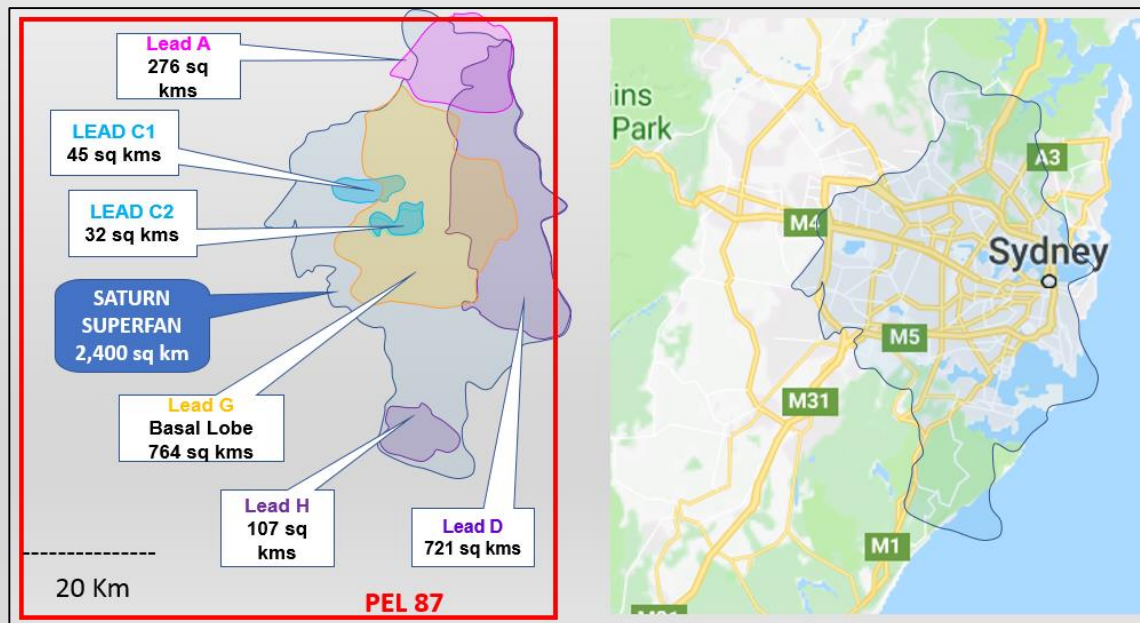 Lead A
276 sq
kms
LEAD C1
45 sq kms
LEAD C2
32 sq kms
SATURN
SUPERFAN
2,400 sq km
Lead G
Basal Lobe
764 sq kms
Lead H
107 sq
kms
Lead D
721 sq kms
20 Km
PEL 87
ins
Park
A3
M4
Sydney
M5
M31
M1